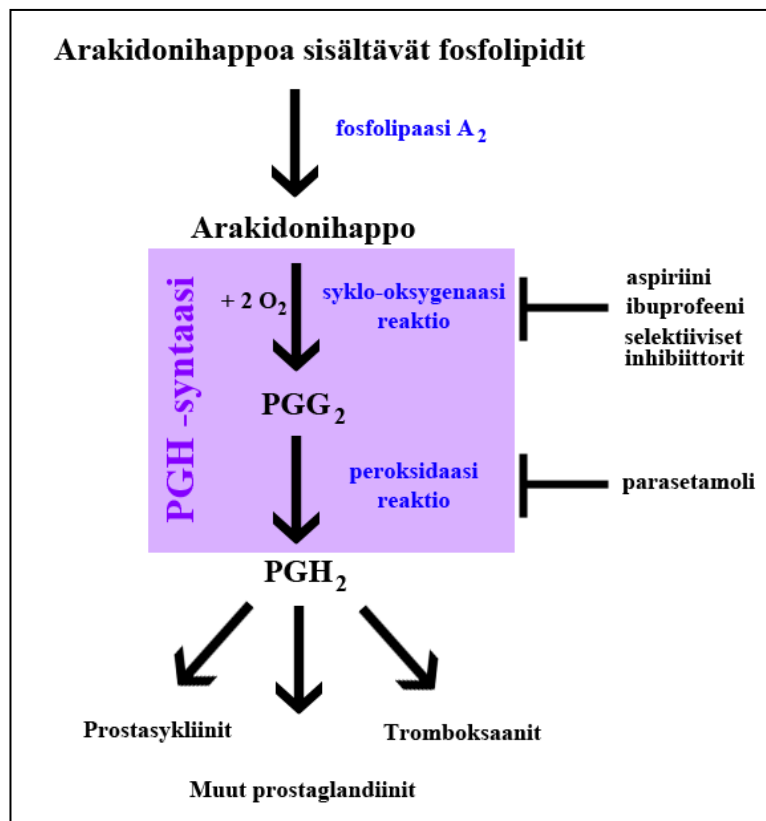 Arakidonihappoa sisältävät fosfolipidit
fosfolipaasi A₂
Arakidonihappo
PGH -syntaasi
+ 2 O₂
syklo-oksygenaasi
reaktio
aspiriini
ibuprofeeni
selektiiviset
inhibiittorit
PGG₂
peroksidaasi
reaktio
parasetamoli
PGH₂
Prostasykliinit
Tromboksaanit
Muut prostaglandiinit